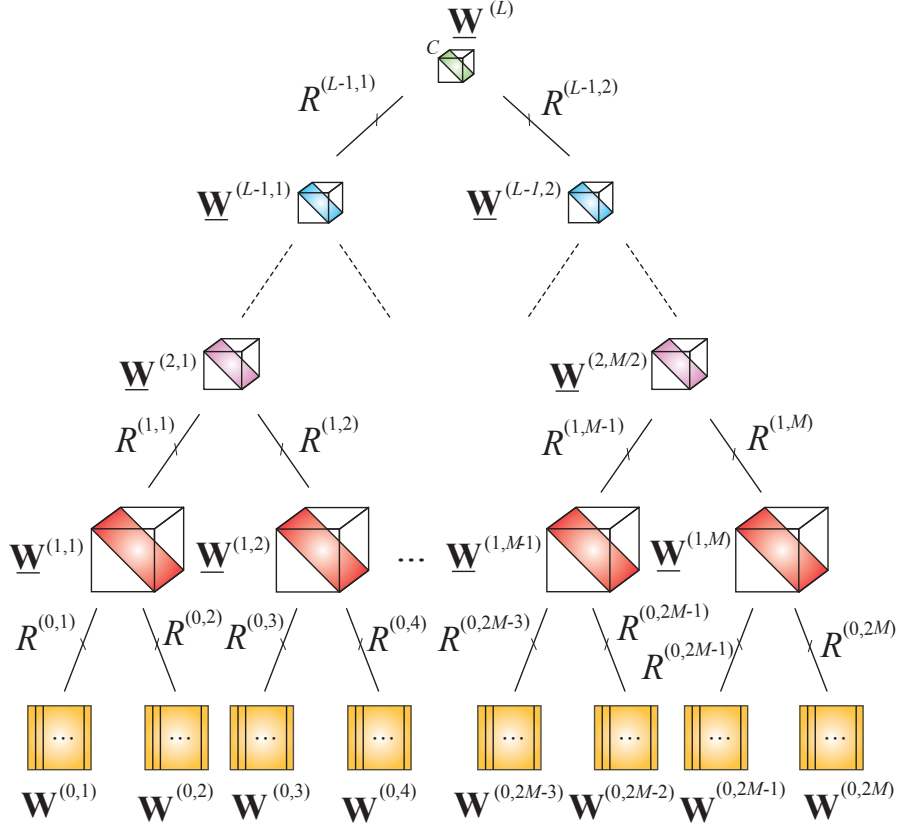 W^(L)
C
R^(L-1,1) R^(L-1,2)
W^(L-1,1) W^(L-1,2)
W^(2,1) W^(2,M/2)
R^(1,1) R^(1,2) R^(1,M-1) R^(1,M)
W^(1,1) W^(1,2) ... W^(1,M-1) W^(1,M)
R^(0,1) R^(0,2) R^(0,3) R^(0,4) R^(0,2M-3) R^(0,2M-1) R^(0,2M-1) R^(0,2M)
... ... ... ... ... ... ... ...
W^(0,1) W^(0,2) W^(0,3) W^(0,4) W^(0,2M-3) W^(0,2M-2) W^(0,2M-1) W^(0,2M)